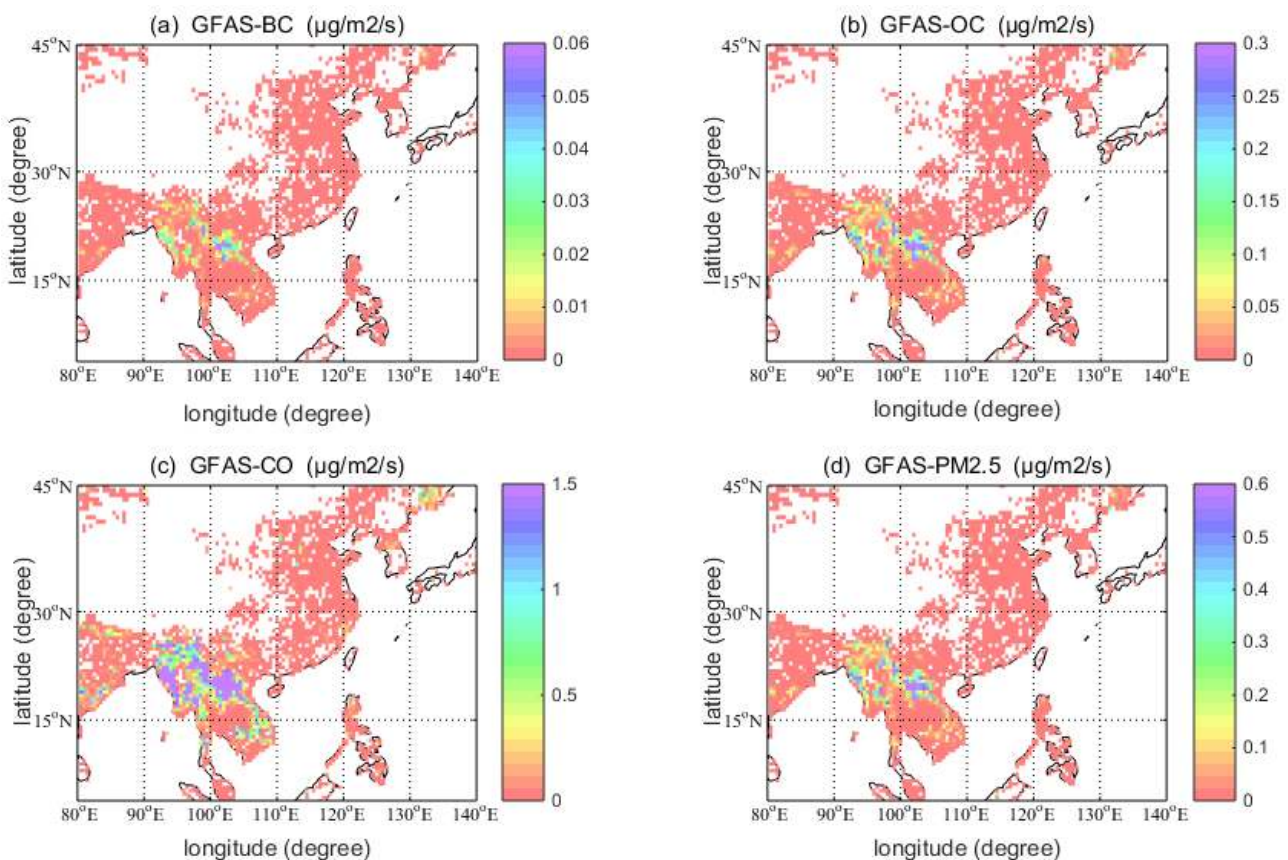 (a) GFAS-BC (µg/m2/s)
45°N
30°N
15°N
latitude (degree)
80°E 90°E 100°E 110°E 120°E 130°E 140°E
longitude (degree)
0.06
0.05
0.04
0.03
0.02
0.01
0
(b) GFAS-OC (µg/m2/s)
45°N
30°N
15°N
latitude (degree)
80°E 90°E 100°E 110°E 120°E 130°E 140°E
longitude (degree)
0.3
0.25
0.2
0.15
0.1
0.05
0
(c) GFAS-CO (µg/m2/s)
45°N
30°N
15°N
latitude (degree)
80°E 90°E 100°E 110°E 120°E 130°E 140°E
longitude (degree)
1.5
1
0.5
0
(d) GFAS-PM2.5 (µg/m2/s)
45°N
30°N
15°N
latitude (degree)
80°E 90°E 100°E 110°E 120°E 130°E 140°E
longitude (degree)
0.6
0.5
0.4
0.3
0.2
0.1
0